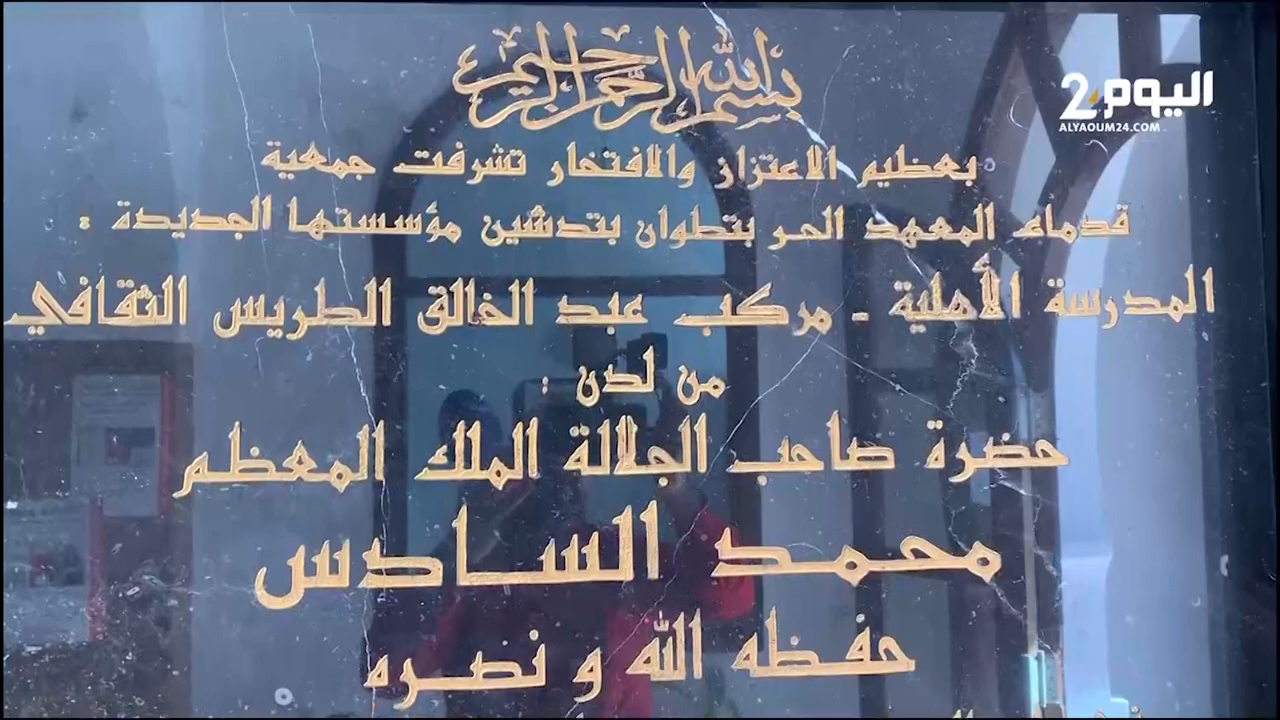 بسم الله الرحمن الرحيم
اليوم 24
ALYAOUM24.COM
بعظيم الاعتزاز والافتخار تشرفت جمعية
قدماء المعهد الحر بتطوان بتدشين مؤسستها الجديدة :
المدرسة الأهلية - مركب عبد الخالق الطريس الثقافي
من لدن :
حضرة صاحب الجلالة الملك المعظم
محمد السادس
حفظه الله و نصره